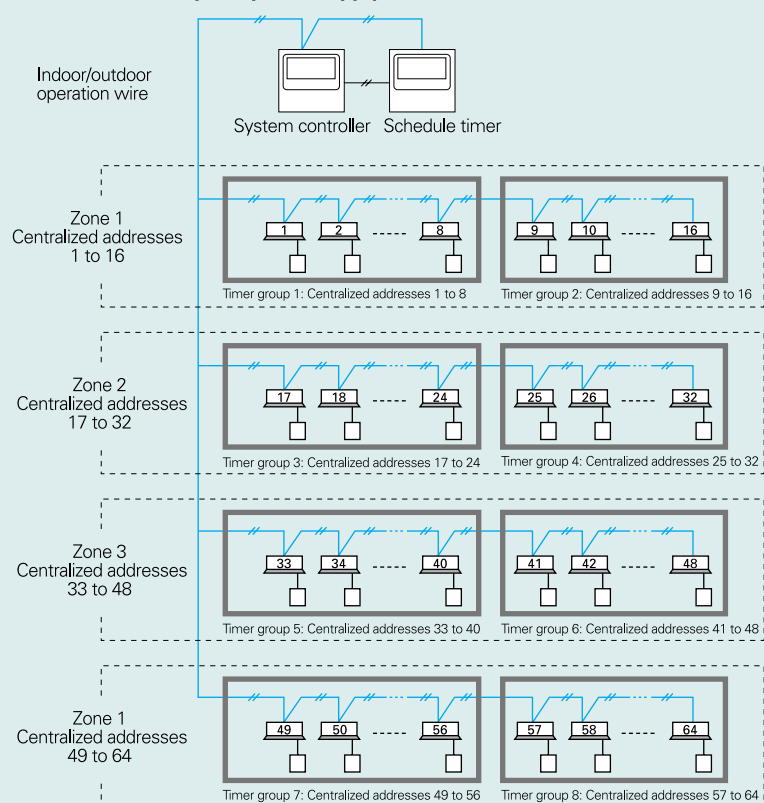 Indoor/outdoor
operation wire
System controller
Schedule timer
Zone 1
Centralized addresses
1 to 16
1
2
8
9
10
16
Timer group 1: Centralized addresses 1 to 8
Timer group 2: Centralized addresses 9 to 16
Zone 2
Centralized addresses
17 to 32
17
18
24
25
26
32
Timer group 3: Centralized addresses 17 to 24
Timer group 4: Centralized addresses 25 to 32
Zone 3
Centralized addresses
33 to 48
33
34
40
41
42
48
Timer group 5: Centralized addresses 33 to 40
Timer group 6: Centralized addresses 41 to 48
Zone 1
Centralized addresses
49 to 64
49
50
56
57
58
64
Timer group 7: Centralized addresses 49 to 56
Timer group 8: Centralized addresses 57 to 64